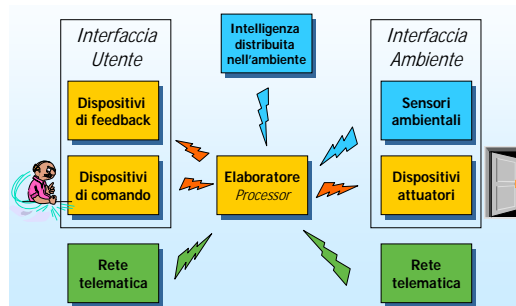 Interfaccia
Utente
Dispositivi
di feedback
Dispositivi
di comando
Rete
telematica
Intelligenza
distribuita
nell'ambiente
Elaboratore
Processor
Interfaccia
Ambiente
Sensori
ambientali
Dispositivi
attuatori
Rete
telematica